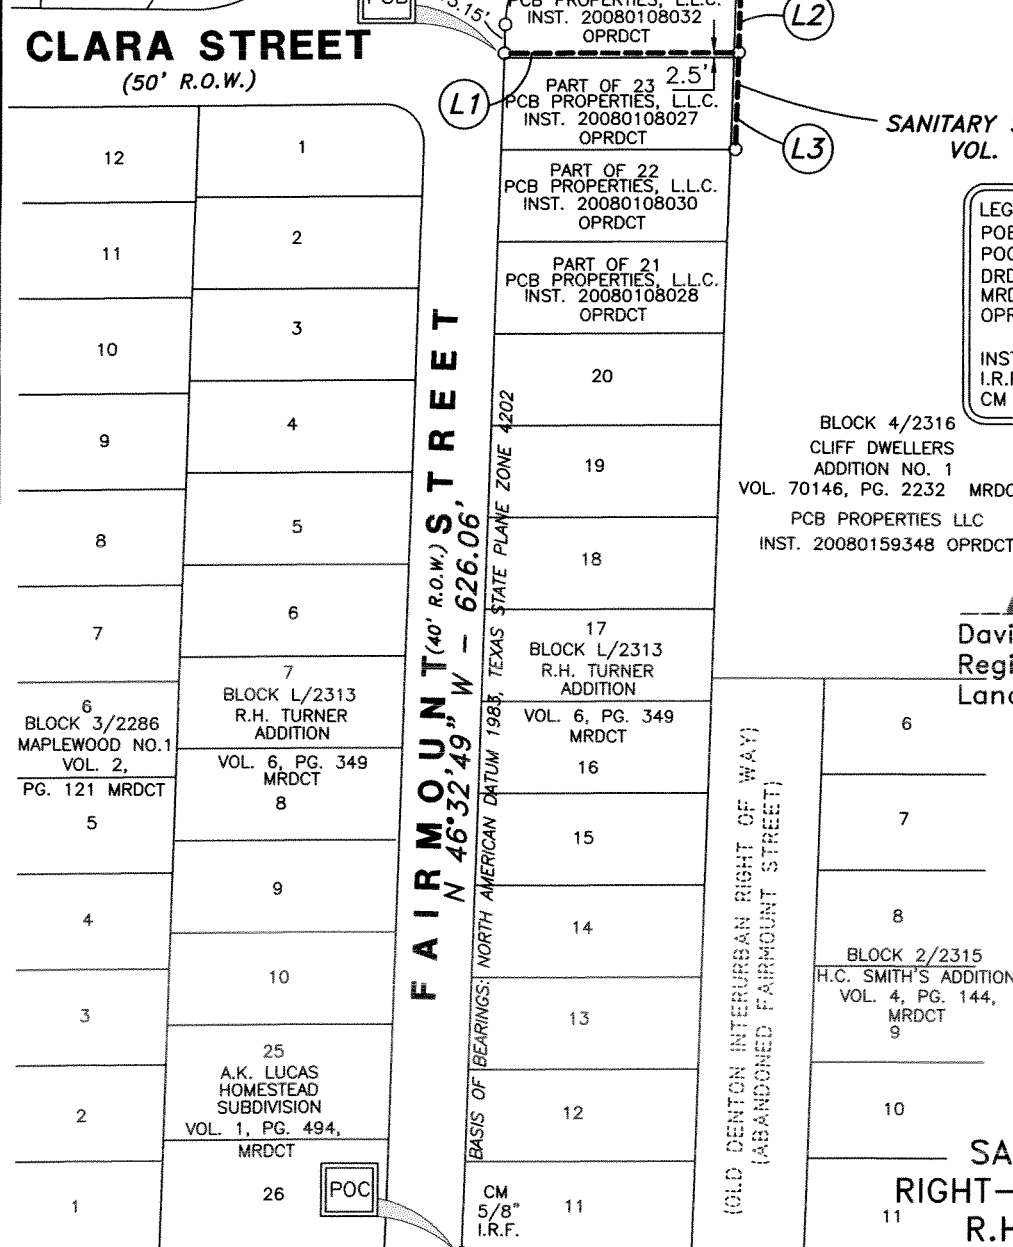 POB
3.15'
PCB PROPERTIES, L.L.C.
INST. 20080108032
OPRDCT
L2
CLARA STREET
(50' R.O.W.)
L1
2.5'
PART OF 23
PCB PROPERTIES, L.L.C.
INST. 20080108027
OPRDCT
SANITARY
VOL.
L3
12
1
PART OF 22
PCB PROPERTIES, L.L.C.
INST. 20080108030
OPRDCT
LEG
POB
POC
DRD
MRD
OPR
INST
I.R.F
CM
11
2
PART OF 21
PCB PROPERTIES, L.L.C.
INST. 20080108028
OPRDCT
10
3
20
9
4
19
BLOCK 4/2316
CLIFF DWELLERS
ADDITION NO. 1
VOL. 70146, PG. 2232 MRDC
PCB PROPERTIES LLC
INST. 20080159348 OPRDCT
8
5
18
7
6
17
BLOCK L/2313
R.H. TURNER
ADDITION
VOL. 6, PG. 349
MRDCT
16
Davi
Regi
Land
6
BLOCK 3/2286
MAPLEWOOD NO.1
VOL. 2,
PG. 121 MRDCT
7
BLOCK L/2313
R.H. TURNER
ADDITION
VOL. 6, PG. 349
MRDCT
8
FAIRMOUNT STREET
(40' R.O.W.)
N 46°32'49" W - 626.06'
BASIS OF BEARINGS: NORTH AMERICAN DATUM 1983, TEXAS STATE PLANE ZONE 4202
(OLD DENTON INTERURBAN RIGHT OF WAY)
(ABANDONED FAIRMOUNT STREET)
6
5
15
7
4
9
14
8
BLOCK 2/2315
H.C. SMITH'S ADDITION
VOL. 4, PG. 144,
MRDCT
9
3
10
13
2
25
A.K. LUCAS
HOMESTEAD
SUBDIVISION
VOL. 1, PG. 494,
MRDCT
12
10
1
26
POC
CM
5/8"
I.R.F.
11
11
SA
RIGHT-
R.H